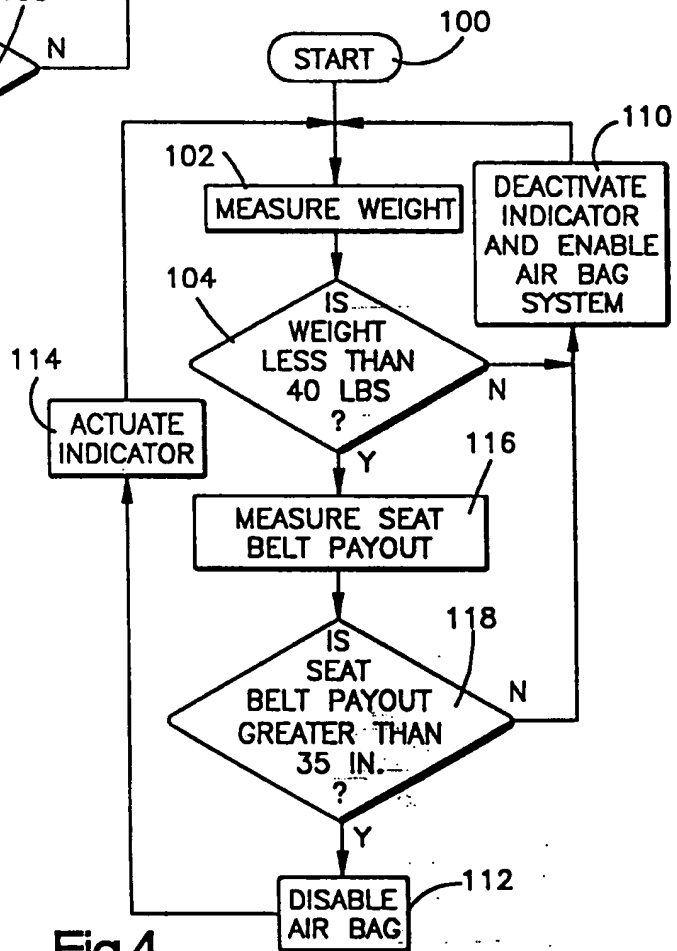 N
100
START
110
102
MEASURE WEIGHT
DEACTIVATE
INDICATOR
AND ENABLE
AIR BAG
SYSTEM
104
IS
WEIGHT
LESS THAN
40 LBS
?
N
Y
114
ACTUATE
INDICATOR
116
MEASURE SEAT
BELT PAYOUT
118
IS
SEAT
BELT PAYOUT
GREATER THAN
35 IN.
?
N
Y
112
DISABLE
AIR BAG
Fig.4